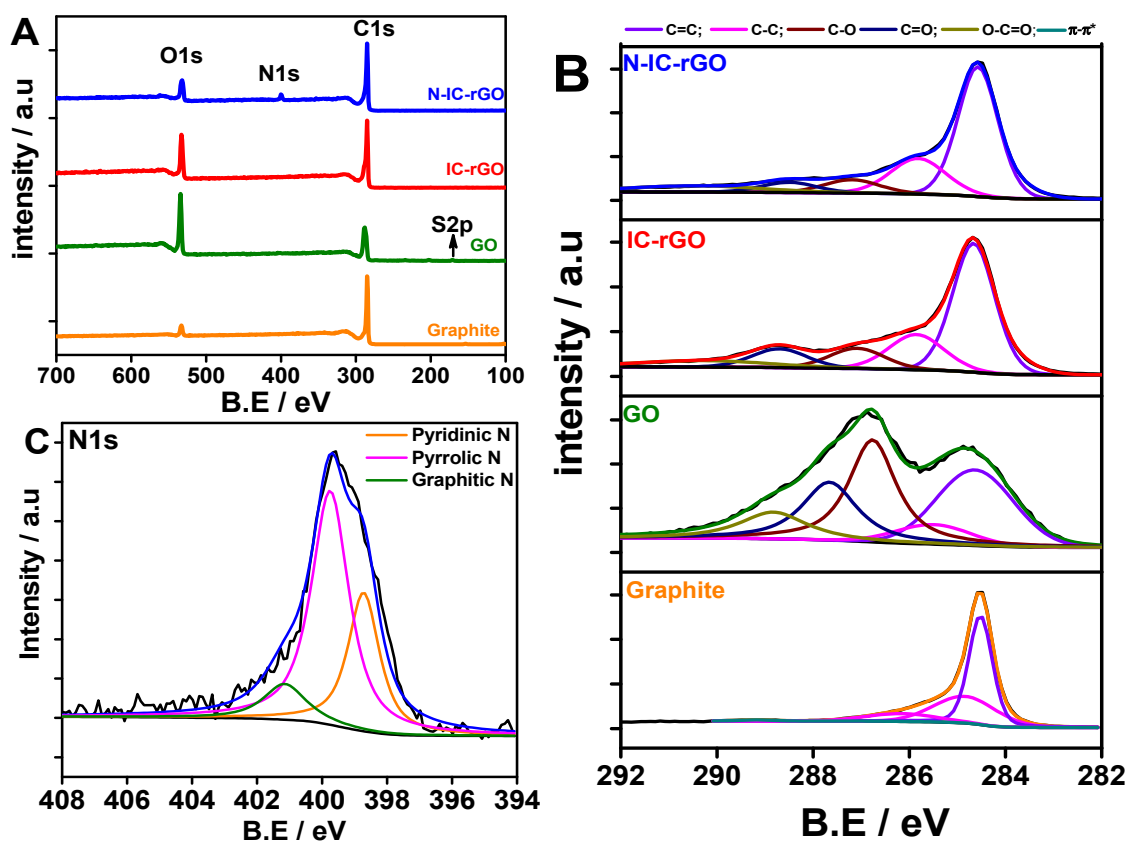 A
C1s
O1s
N1s
N-IC-rGO
IC-rGO
S2p
GO
Graphite
intensity / a.u
700 600 500 400 300 200 100
B.E / eV
C=C; C-C; C-O C=O; O-C=O; π-π*
B
N-IC-rGO
IC-rGO
GO
Graphite
intensity / a.u
292 290 288 286 284 282
B.E / eV
C N1s
Pyridinic N
Pyrrolic N
Graphitic N
Intensity / a.u
408 406 404 402 400 398 396 394
B.E / eV